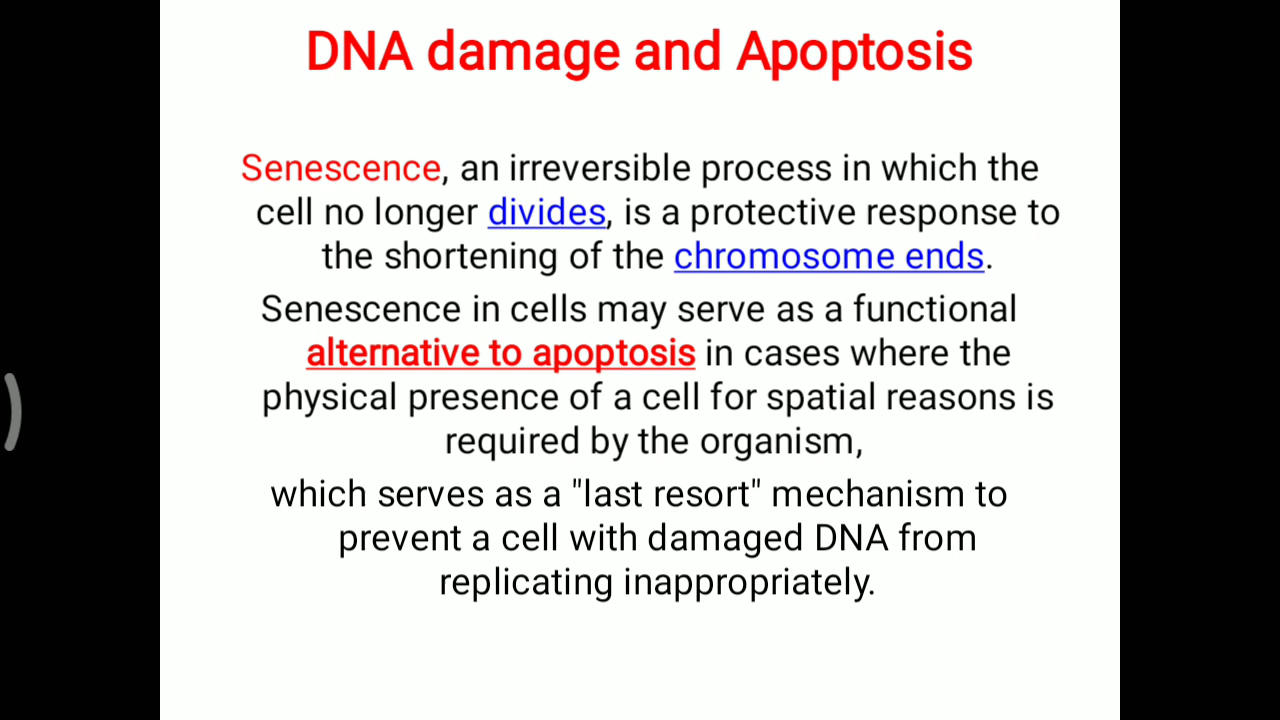 DNA damage and Apoptosis
Senescence, an irreversible process in which the
cell no longer divides, is a protective response to
the shortening of the chromosome ends.
Senescence in cells may serve as a functional
alternative to apoptosis in cases where the
physical presence of a cell for spatial reasons is
required by the organism,
which serves as a "last resort" mechanism to
prevent a cell with damaged DNA from
replicating inappropriately.